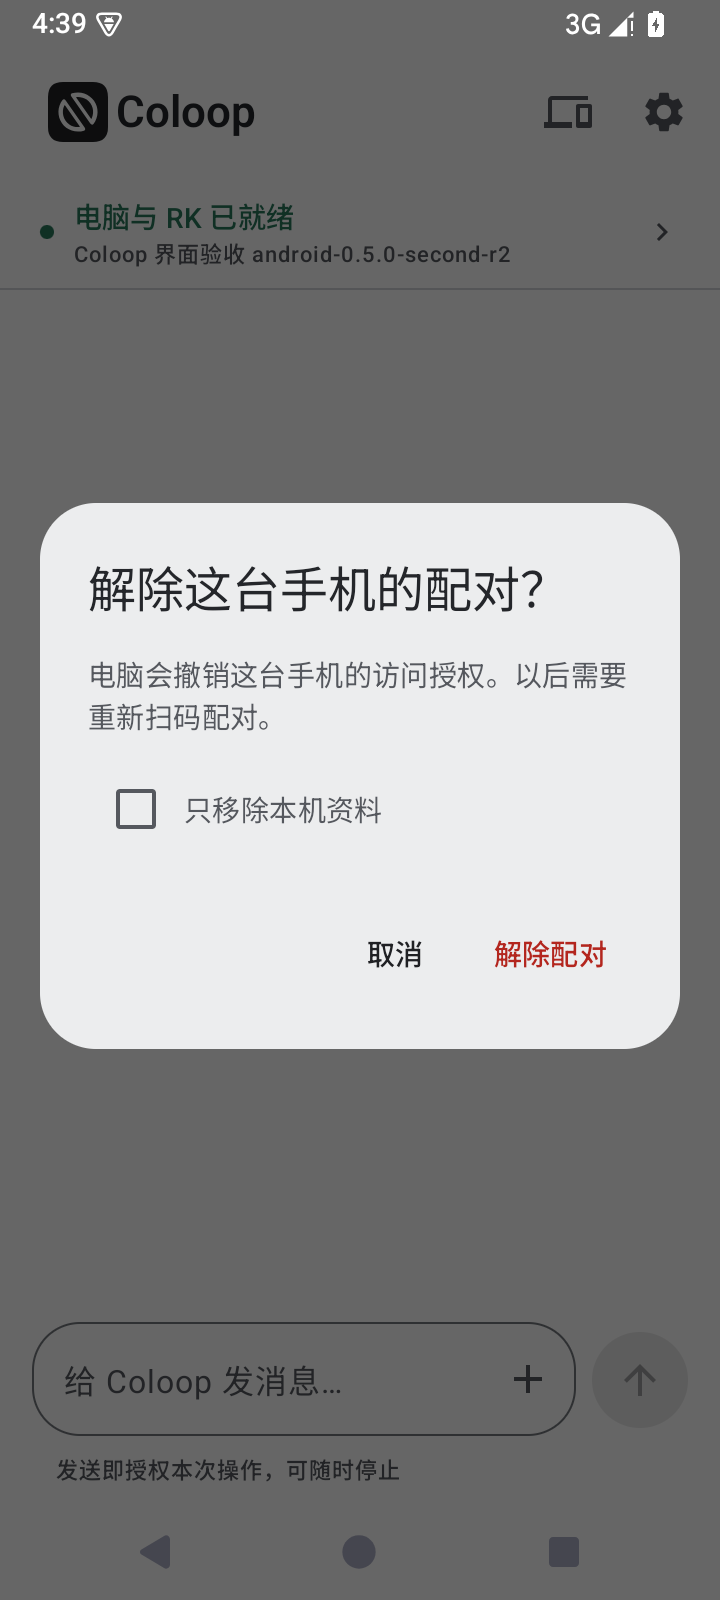 4:39
3G
Coloop
电脑与 RK 已就绪
Coloop 界面验收 android-0.5.0-second-r2
解除这台手机的配对？
电脑会撤销这台手机的访问授权。以后需要
重新扫码配对。
只移除本机资料
取消
解除配对
给 Coloop 发消息…
发送即授权本次操作，可随时停止